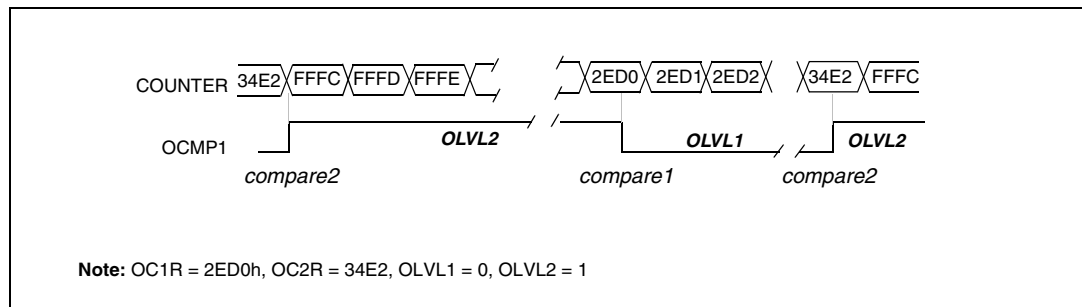 COUNTER 34E2 FFFC FFFD FFFE 2ED0 2ED1 2ED2 34E2 FFFC
OCMP1 OLVL2 OLVL1 OLVL2
compare2 compare1 compare2
Note: OC1R = 2ED0h, OC2R = 34E2, OLVL1 = 0, OLVL2 = 1